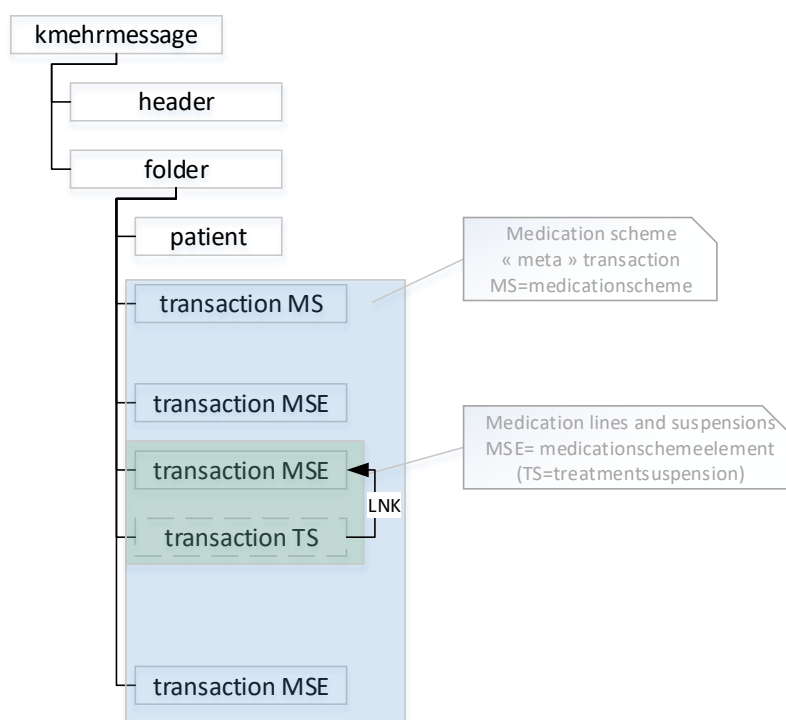 kmehrmessage
header
folder
patient
transaction MS
Medication scheme
« meta » transaction
MS=medicationscheme
transaction MSE
transaction MSE
Medication lines and suspensions
MSE= medicationschemeelement
(TS=treatmentsuspension)
LNK
transaction TS
transaction MSE